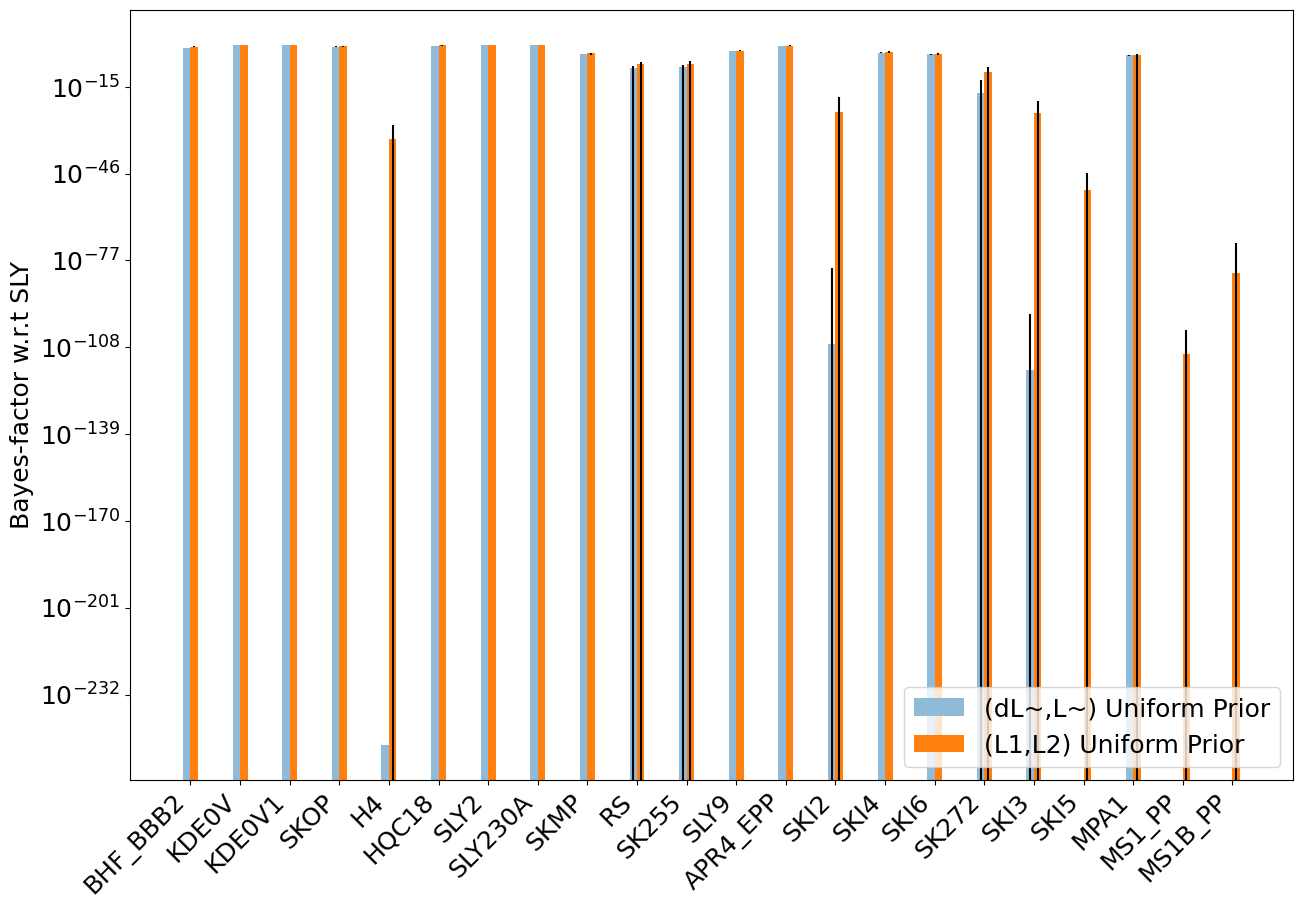 Bayes-factor w.r.t SLY
10^−15
10^−46
10^−77
10^−108
10^−139
10^−170
10^−201
10^−232
(dL~,L~) Uniform Prior
(L1,L2) Uniform Prior
BHF_BBB2
KDE0V
KDE0V1
SKOP
H4
HQC18
SLY2
SLY230A
SKMP
RS
SK255
SLY9
APR4_EPP
SKI2
SKI4
SKI6
SK272
SKI3
SKI5
MPA1
MS1_PP
MS1B_PP